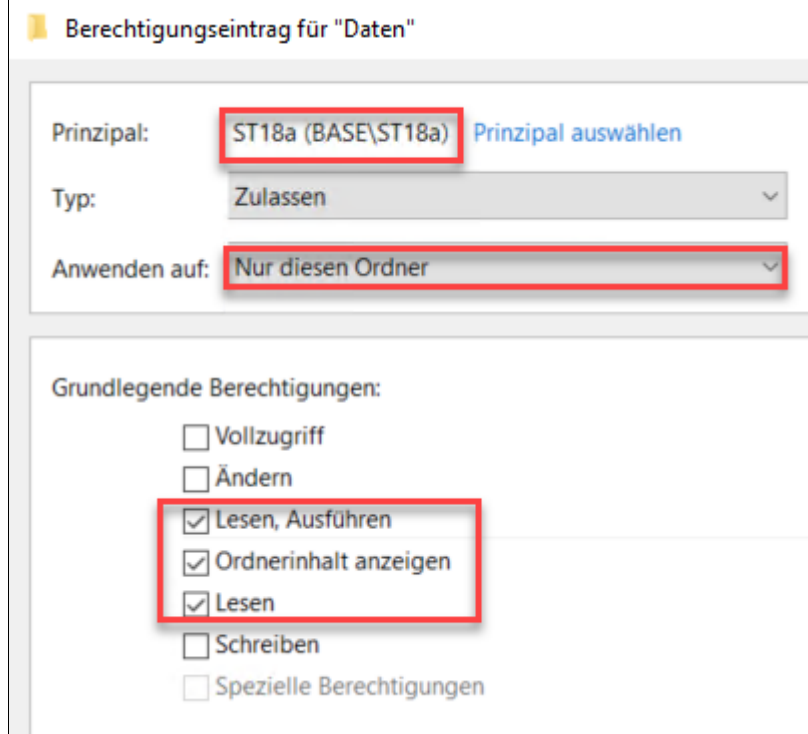 Berechtigungseintrag für "Daten"
Prinzipal: ST18a (BASE\ST18a) Prinzipal auswählen
Typ: Zulassen
Anwenden auf: Nur diesen Ordner
Grundlegende Berechtigungen:
Vollzugriff
Ändern
Lesen, Ausführen
Ordnerinhalt anzeigen
Lesen
Schreiben
Spezielle Berechtigungen